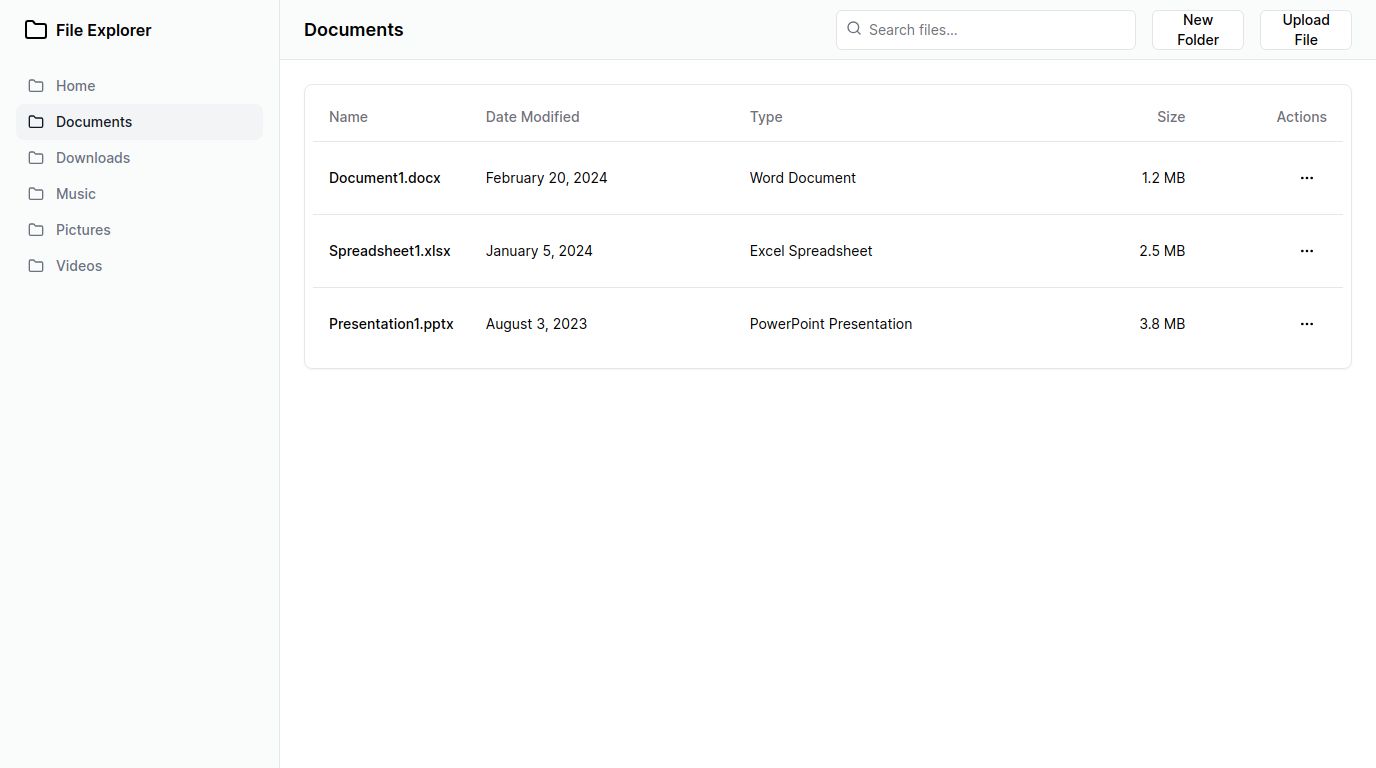 File Explorer
Home
Documents
Downloads
Music
Pictures
Videos
Documents
Search files...
New
Folder
Upload
File
Name Date Modified Type Size Actions
Document1.docx February 20, 2024 Word Document 1.2 MB
Spreadsheet1.xlsx January 5, 2024 Excel Spreadsheet 2.5 MB
Presentation1.pptx August 3, 2023 PowerPoint Presentation 3.8 MB